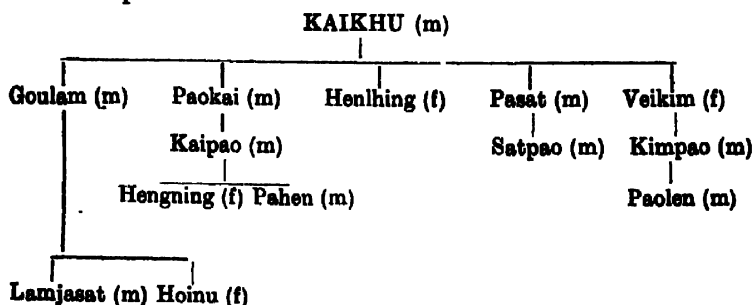 KAIKHU (m)
Goulam (m) Paokai (m) Henlhing (f) Pasat (m) Veikim (f)
Kaipao (m) Satpao (m) Kimpao (m)
Hengning (f) Pahen (m) Paolen (m)
Lamjasat (m) Hoinu (f)